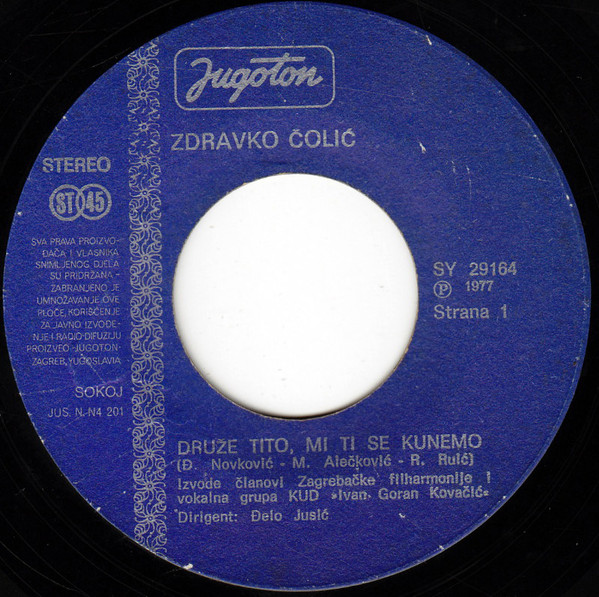 Jugoton
ZDRAVKO ČOLIĆ
STEREO
ST 45
SVA PRAVA PROIZVO-
ĐAČA I VLASNIKA
SNIMLJENOG DJELA
SU PRIDRŽANA -
ZABRANJENO JE
UMNOŽAVANJE OVE
PLOČE, KORIŠĆENJE
ZA JAVNO IZVOĐE-
NJE I RADIO-DIFUZIJU
PROIZVEO - JUGOTON-
ZAGREB, YUGOSLAVIA
SOKOJ
JUS. N.-N4 201
SY 29164
Ⓟ 1977
Strana 1
DRUŽE TITO, MI TI SE KUNEMO
(Đ. Novković - M. Alečković - R. Ruić)
Izvode članovi Zagrebačke filharmonije i
vokalna grupa KUD »Ivan Goran Kovačić«
Dirigent: Đelo Jusić